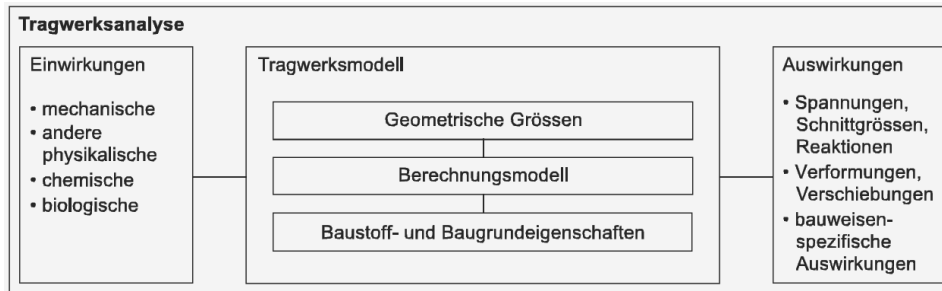 Tragwerksanalyse
Einwirkungen
• mechanische
• andere
physikalische
• chemische
• biologische
Tragwerksmodell
Geometrische Grössen
Berechnungsmodell
Baustoff- und Baugrundeigenschaften
Auswirkungen
• Spannungen,
Schnittgrössen,
Reaktionen
• Verformungen,
Verschiebungen
• bauweisen-
spezifische
Auswirkungen